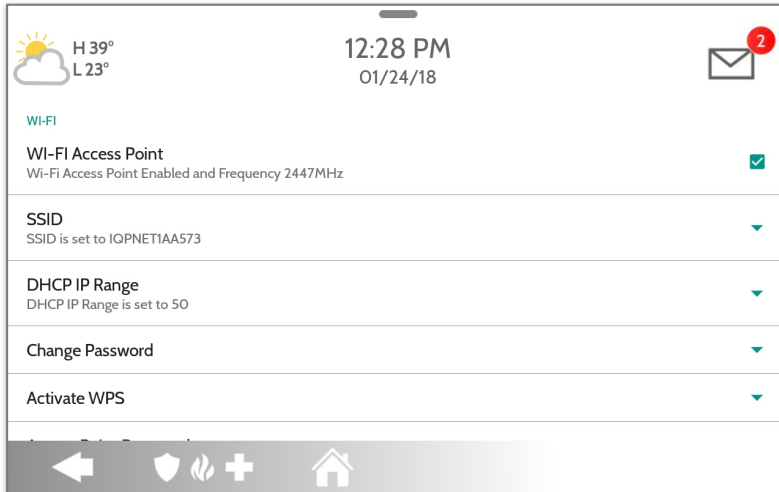 H 39°
L 23°
12:28 PM
01/24/18
2
WI-FI
WI-FI Access Point
Wi-Fi Access Point Enabled and Frequency 2447MHz
SSID
SSID is set to IQPNET1AA573
DHCP IP Range
DHCP IP Range is set to 50
Change Password
Activate WPS